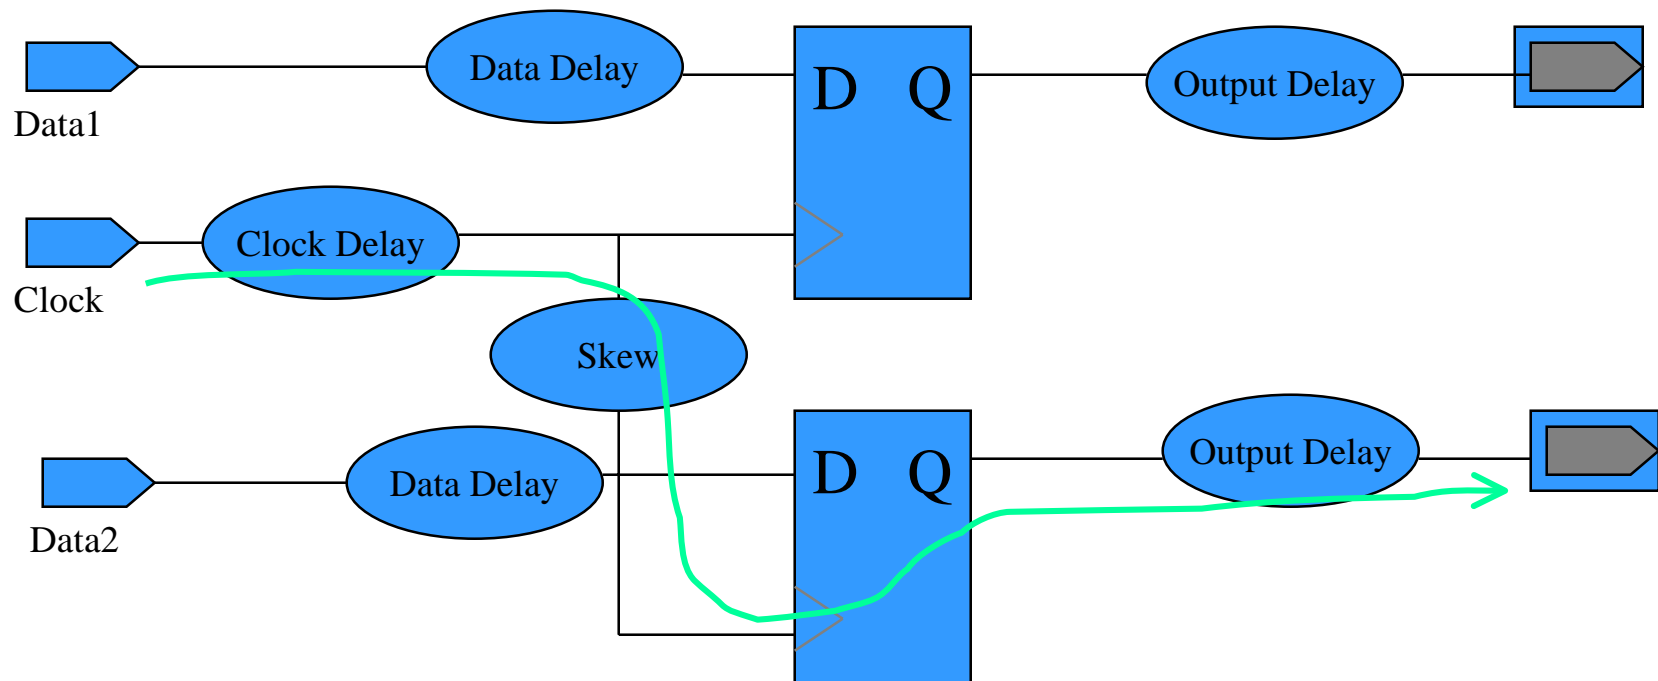 Data Delay
D Q
Output Delay
Data1
Clock Delay
Clock
Skew
Data Delay
D Q
Output Delay
Data2